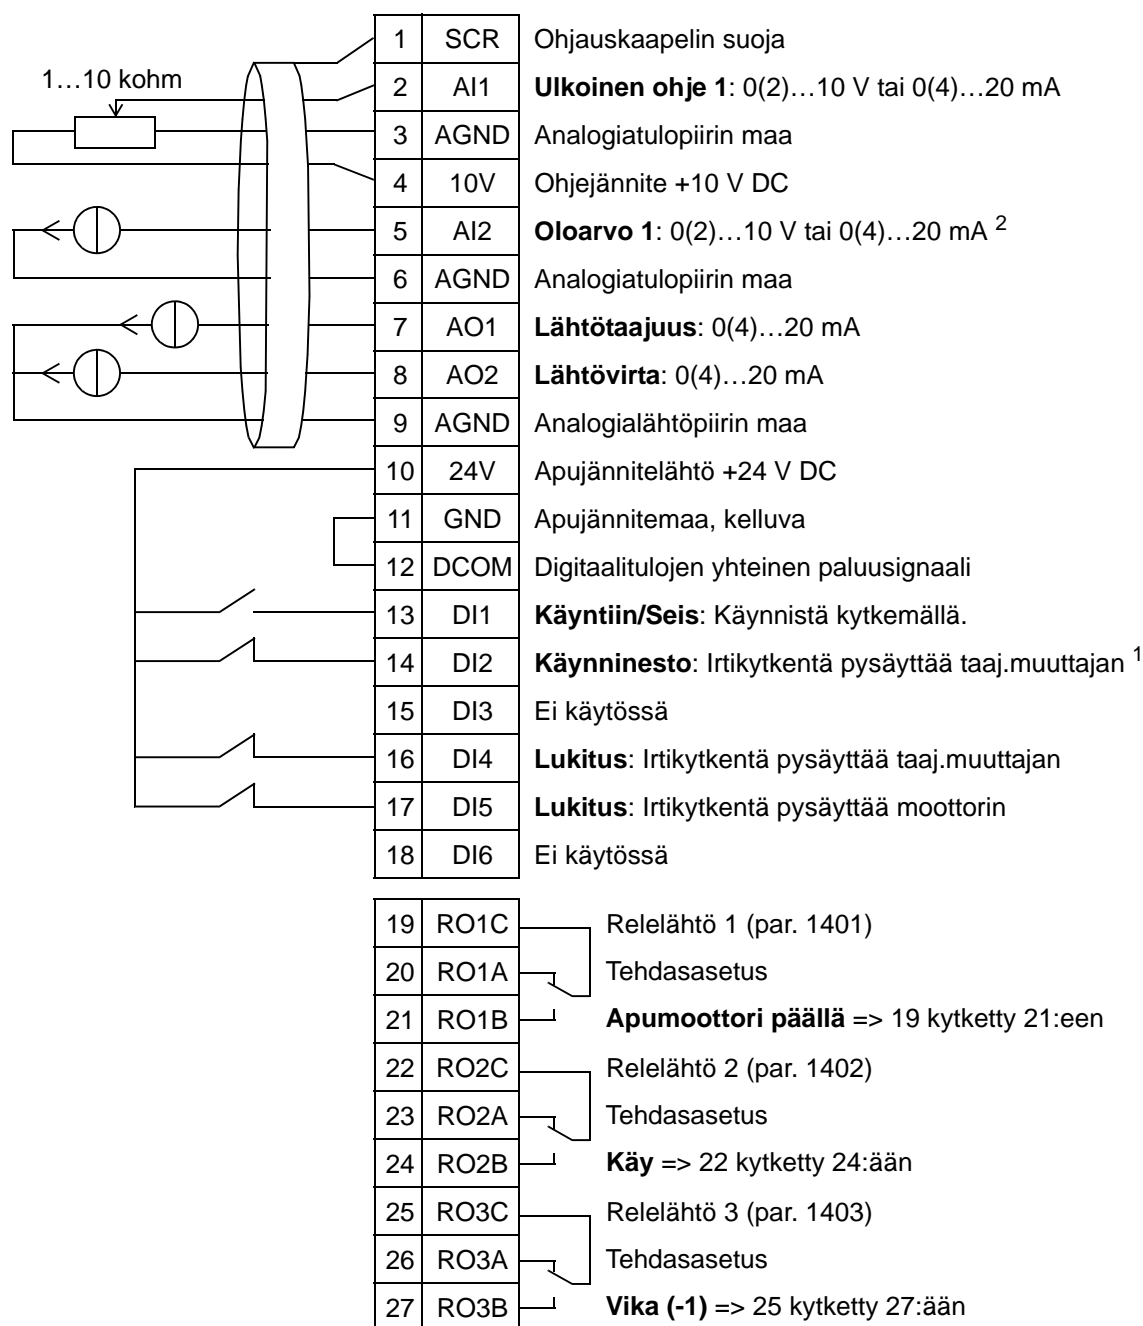 1…10 kohm
1 SCR Ohjauskaapelin suoja
2 AI1 Ulkoinen ohje 1: 0(2)…10 V tai 0(4)…20 mA
3 AGND Analogiatulopiirin maa
4 10V Ohjejännite +10 V DC
5 AI2 Oloarvo 1: 0(2)…10 V tai 0(4)…20 mA 2
6 AGND Analogiatulopiirin maa
7 AO1 Lähtötaajuus: 0(4)…20 mA
8 AO2 Lähtövirta: 0(4)…20 mA
9 AGND Analogialähtöpiirin maa
10 24V Apujännitelähtö +24 V DC
11 GND Apujännitemaa, kelluva
12 DCOM Digitaalitulojen yhteinen paluusignaali
13 DI1 Käyntiin/Seis: Käynnistä kytkemällä.
14 DI2 Käynninesto: Irtikytkentä pysäyttää taaj.muuttajan 1
15 DI3 Ei käytössä
16 DI4 Lukitus: Irtikytkentä pysäyttää taaj.muuttajan
17 DI5 Lukitus: Irtikytkentä pysäyttää moottorin
18 DI6 Ei käytössä
19 RO1C Relelähtö 1 (par. 1401)
20 RO1A Tehdasasetus
21 RO1B Apumoottori päällä => 19 kytketty 21:een
22 RO2C Relelähtö 2 (par. 1402)
23 RO2A Tehdasasetus
24 RO2B Käy => 22 kytketty 24:ään
25 RO3C Relelähtö 3 (par. 1403)
26 RO3A Tehdasasetus
27 RO3B Vika (-1) => 25 kytketty 27:ään